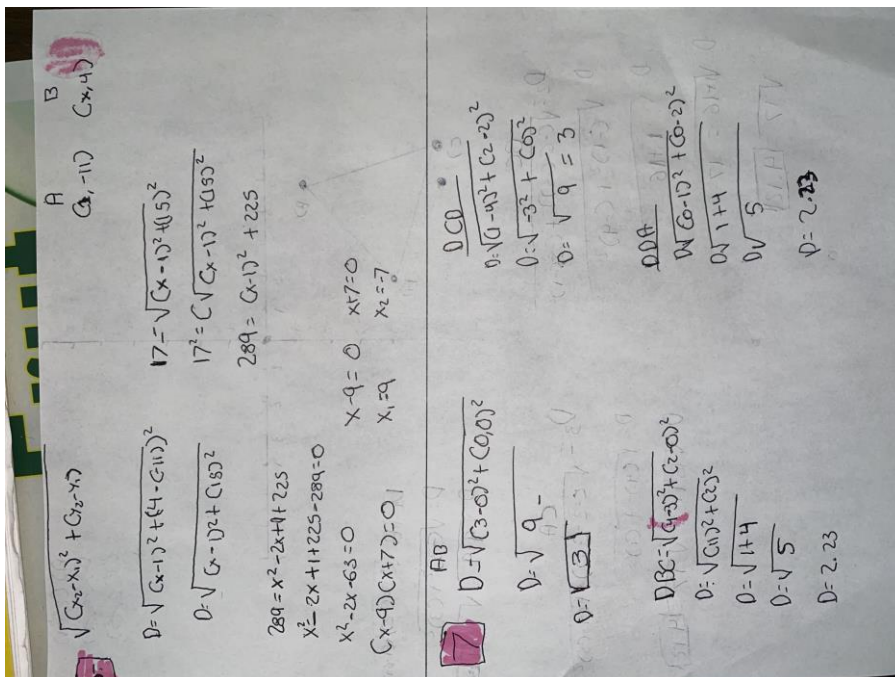 5.
√(x₂-x₁)² + (y₂-y₁)
A B
(1,-11) (x,4)
D=√(x-1)²+(4-(-11))²
D=√(x-1)²+(15)²
17=√(x-1)²+(15)²
17²=(√(x-1)²+(15)²
289=(x-1)²+225
289=x²-2x+1+225
x²-2x+1+225-289=0
x²-2x-63=0
(x-9)(x+7)=0
x-9=0 x+7=0
x₁=9 x₂=-7
7
AB
D=√(3-0)²+(0,0)²
D=√9
D=√3
DBC=√(4-3)²+(2-0)²
D=√(1)²+(2)²
D=√1+4
D=√5
D=2.23
DCD
D=√(1-4)²+(2-2)²
D=√-3²+(0)²
D=√9=3
DDA
D√(0-1)²+(0-2)²
D√1+4
D√5
D=2.23